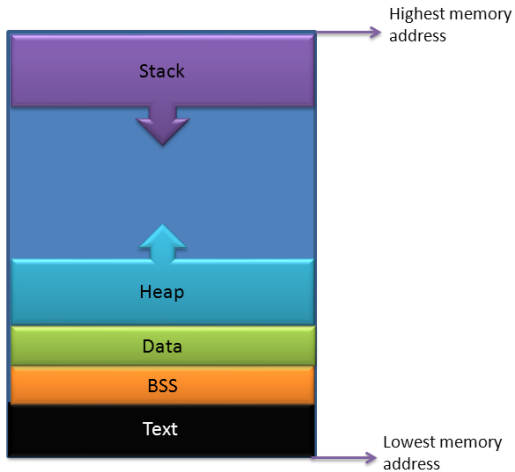 Highest memory
address
Stack
Heap
Data
BSS
Text
Lowest memory
address